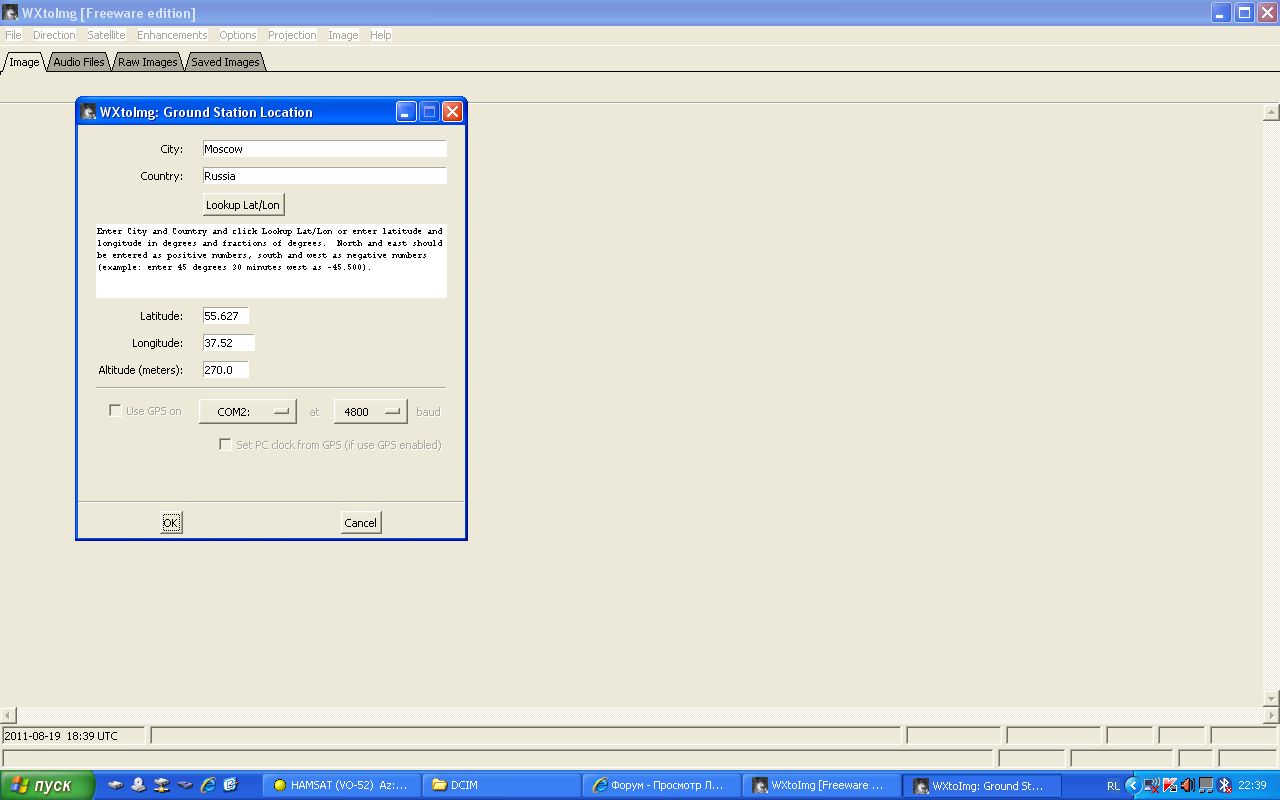 WXtoImg [Freeware edition]
File Direction Satellite Enhancements Options Projection Image Help
Image Audio Files Raw Images Saved Images
WXtoImg: Ground Station Location
City: Moscow
Country: Russia
Lookup Lat/Lon
Enter City and Country and click Lookup Lat/Lon or enter latitude and
longitude in degrees and fractions of degrees. North and east should
be entered as positive numbers, south and west as negative numbers
(example: enter 45 degrees 30 minutes west as -45.500).
Latitude: 55.627
Longitude: 37.52
Altitude (meters): 270.0
Use GPS on COM2: at 4800 baud
Set PC clock from GPS (if use GPS enabled)
OK Cancel
2011-08-19 18:39 UTC
пуск HAMSAT (VO-52) Az:... DCIM Форум - Просмотр Л... WXtoImg [Freeware ... WXtoImg: Ground St... RL 22:39